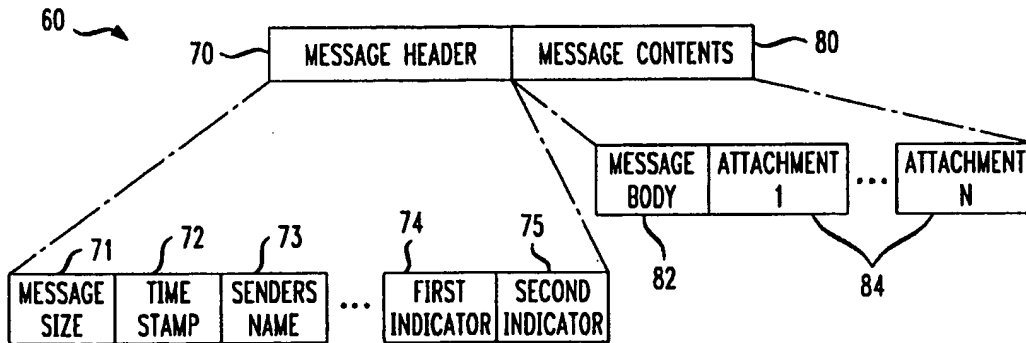 60
70 MESSAGE HEADER MESSAGE CONTENTS 80
MESSAGE BODY ATTACHMENT 1 ... ATTACHMENT N
82 84
71 72 73 74 75
MESSAGE SIZE TIME STAMP SENDERS NAME ... FIRST INDICATOR SECOND INDICATOR